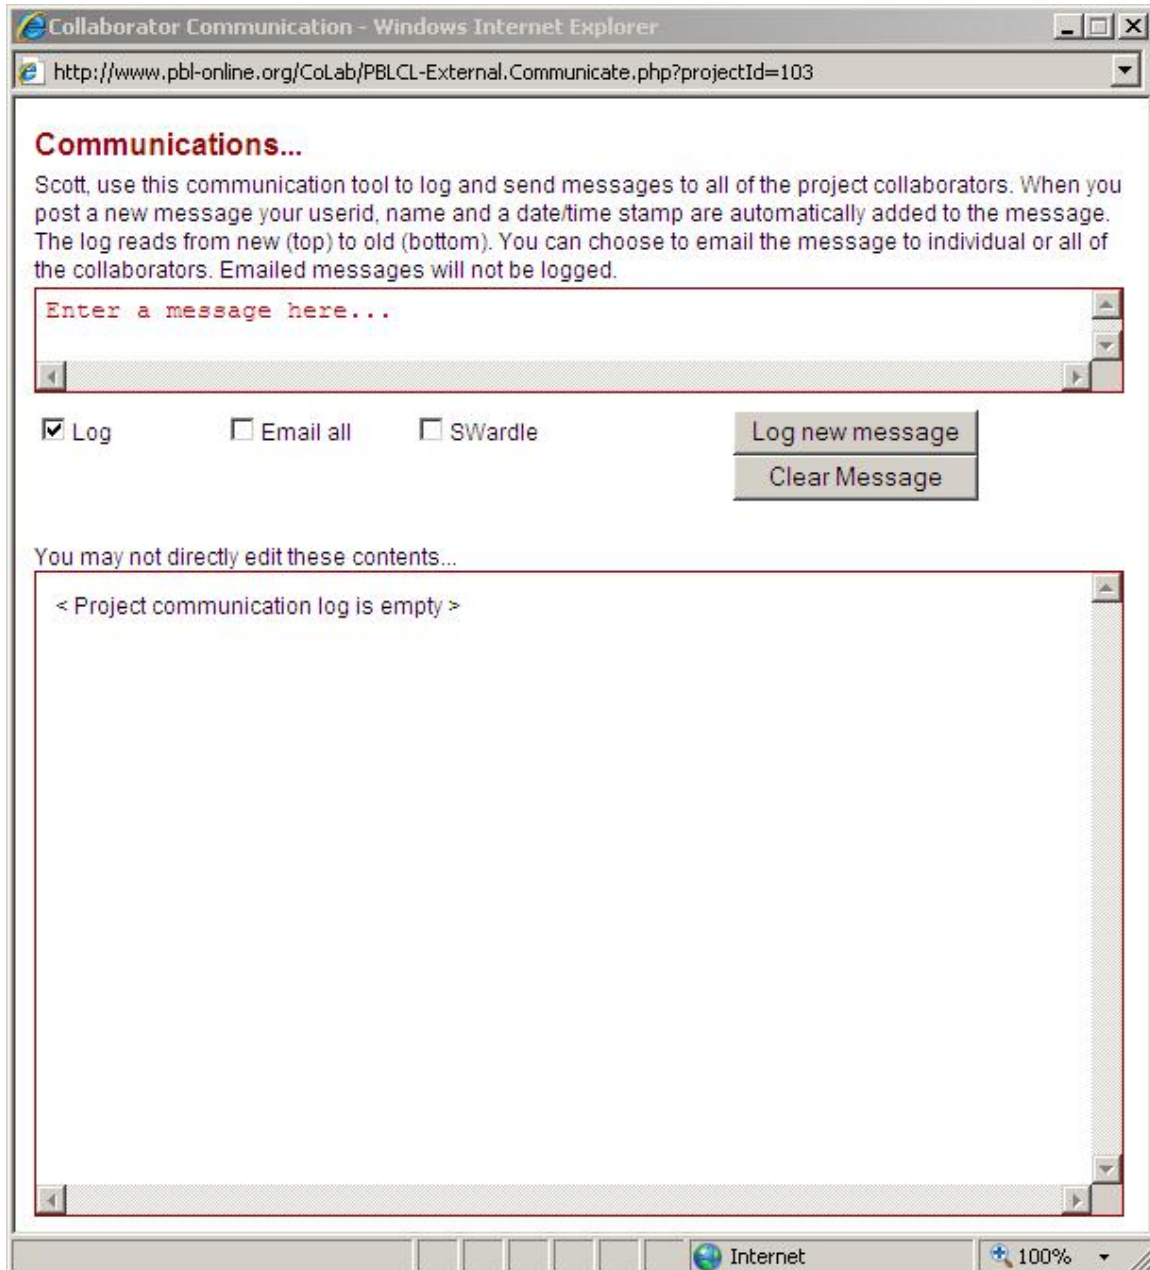 Collaborator Communication - Windows Internet Explorer
http://www.pbl-online.org/CoLab/PBLCL-External.Communicate.php?projectId=103
Communications...
Scott, use this communication tool to log and send messages to all of the project collaborators. When you
post a new message your userid, name and a date/time stamp are automatically added to the message.
The log reads from new (top) to old (bottom). You can choose to email the message to individual or all of
the collaborators. Emailed messages will not be logged.
Enter a message here...
Log Email all SWardle Log new message
Clear Message
You may not directly edit these contents...
< Project communication log is empty >
Internet 100%